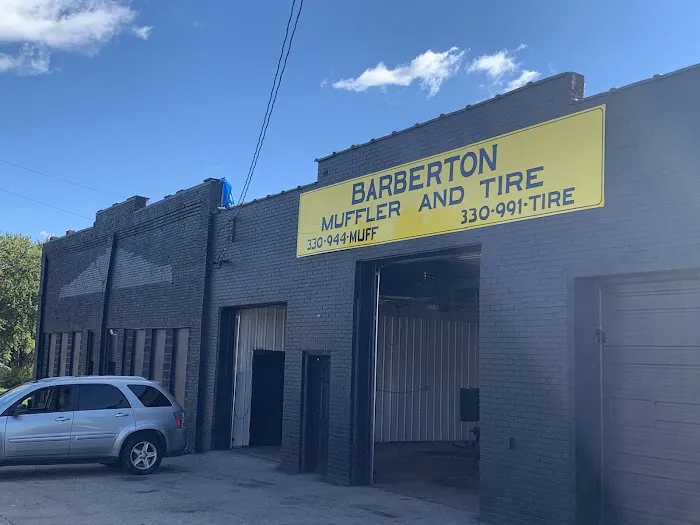 BARBERTON
MUFFLER AND TIRE
330-944-MUFF 330-991-TIRE